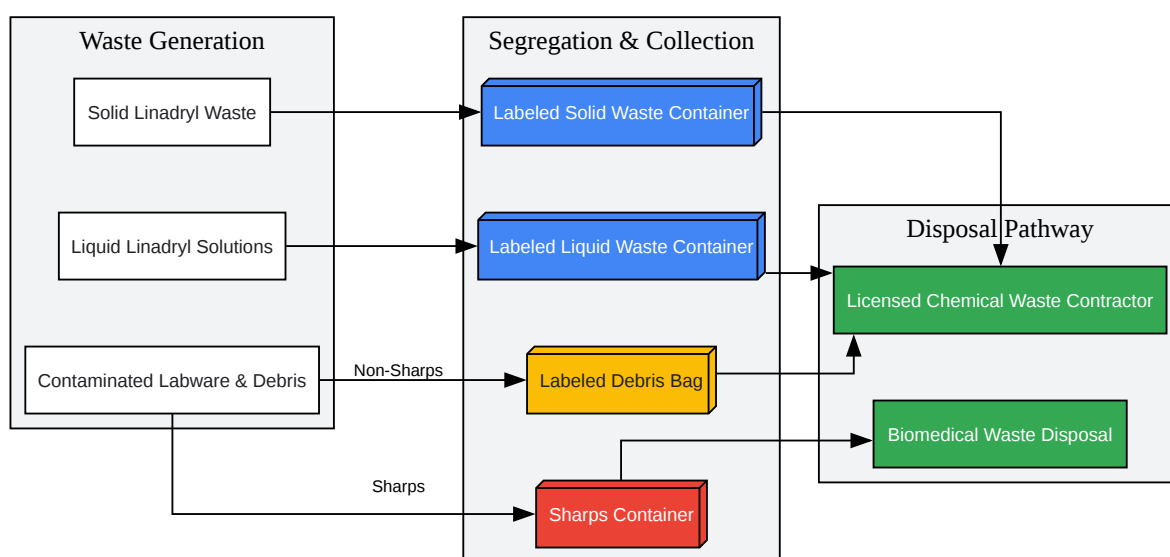 Waste Generation
Segregation & Collection
Solid Linadryl Waste
Labeled Solid Waste Container
Liquid Linadryl Solutions
Labeled Liquid Waste Container
Disposal Pathway
Licensed Chemical Waste Contractor
Contaminated Labware & Debris
Non-Sharps
Labeled Debris Bag
Biomedical Waste Disposal
Sharps
Sharps Container